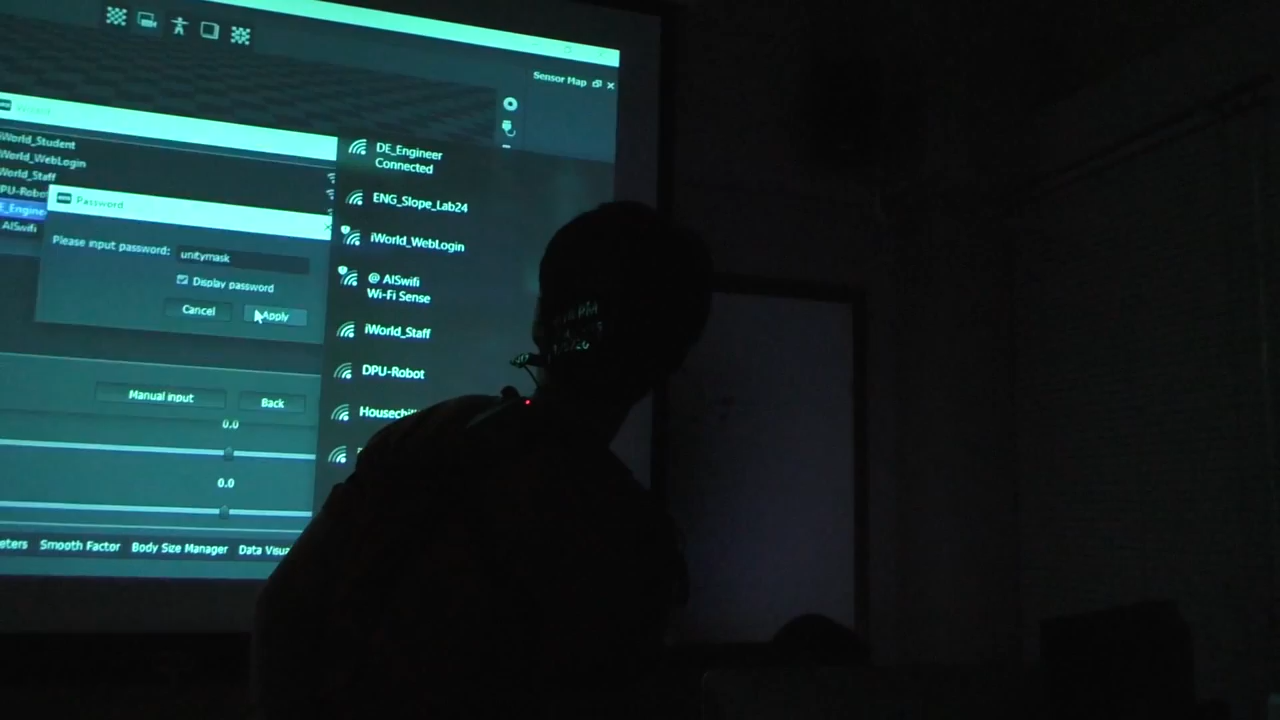 Sensor Map
World_Student
World_WebLogin
World_Staff
Password
Please input password: unitymask
Display password
Cancel
Apply
Manual input
Back
0.0
0.0
Smooth Factor
Body Size Manager
DE_Engineer
Connected
ENG_Slope_Lab24
iWorld_WebLogin
@ AISwifi
Wi-Fi Sense
iWorld_Staff
DPU-Robot